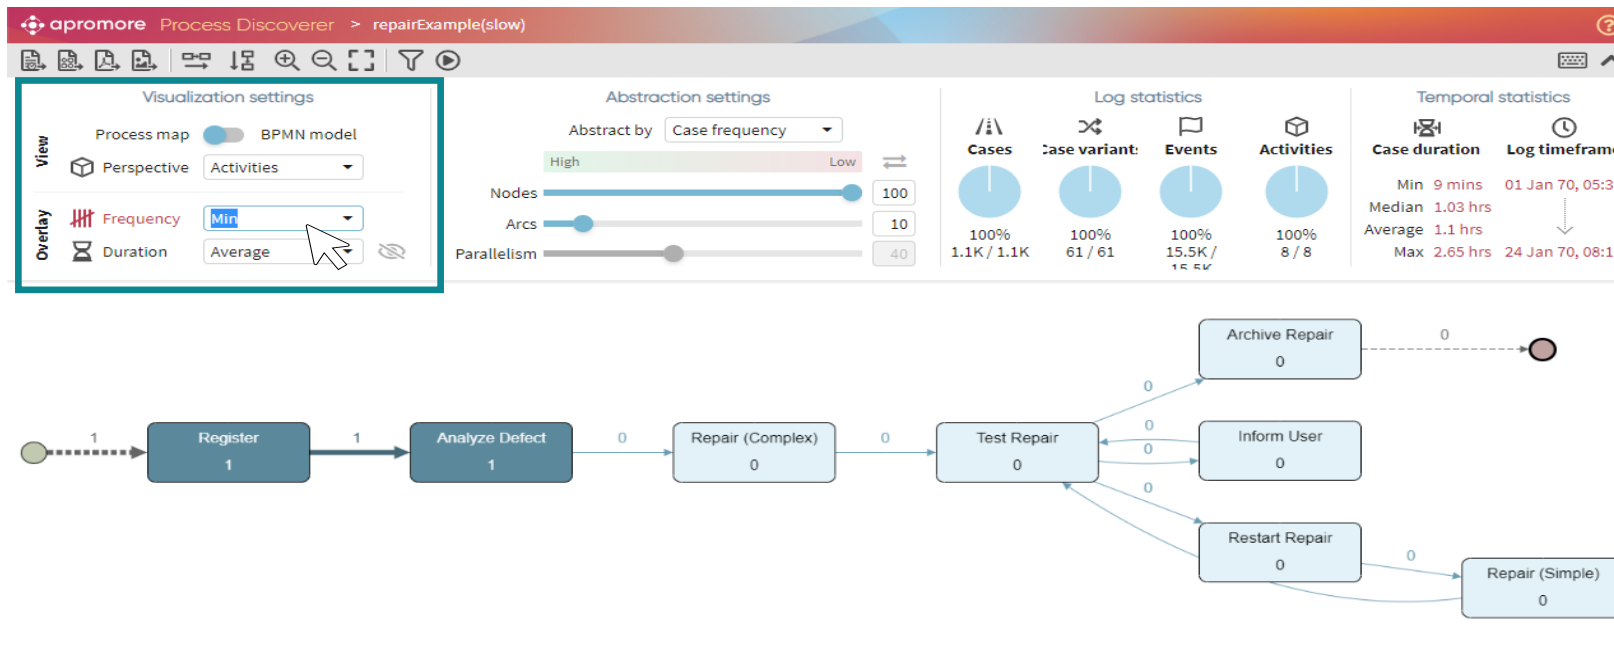 apromore Process Discoverer > repairExample(slow)
Visualization settings
View
Process map BPMN model
Perspective Activities
Overlay
Frequency Min
Duration Average
Abstraction settings
Abstract by Case frequency
High Low
Nodes 100
Arcs 10
Parallelism 40
Log statistics
Cases
100%
1.1K / 1.1K
Case variants
100%
61 / 61
Events
100%
15.5K /
15.5K
Activities
100%
8 / 8
Temporal statistics
Case duration
Min 9 mins
Median 1.03 hrs
Average 1.1 hrs
Max 2.65 hrs
Log timeframe
01 Jan 70, 05:3
24 Jan 70, 08:1
1
Register
1
1
Analyze Defect
1
0
Repair (Complex)
0
0
Test Repair
0
0
Archive Repair
0
0
0
0
Inform User
0
0
Restart Repair
0
0
Repair (Simple)
0